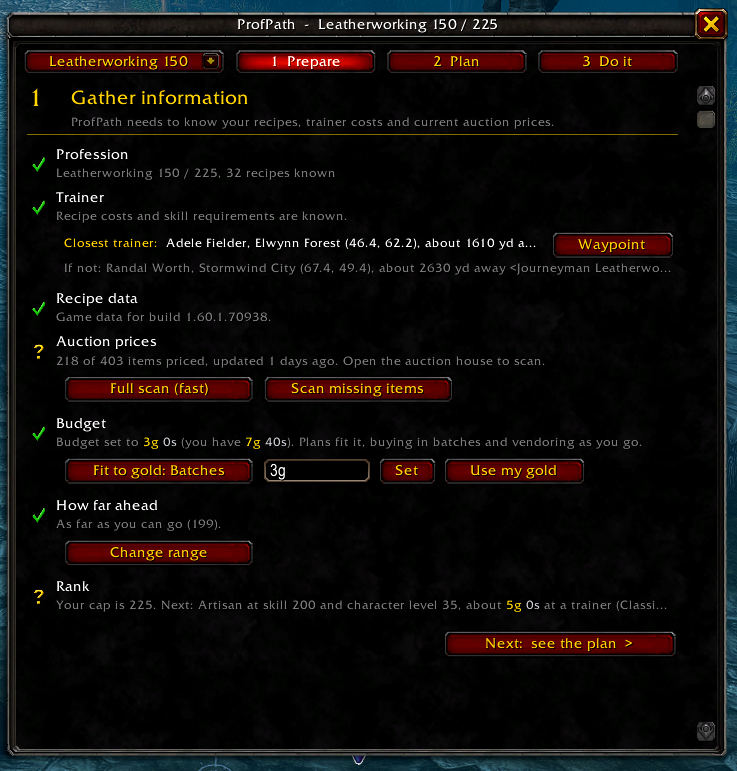 ProfPath - Leatherworking 150 / 225
Leatherworking 150
1 Prepare
2 Plan
3 Do it
1 Gather information
ProfPath needs to know your recipes, trainer costs and current auction prices.
Profession
Leatherworking 150 / 225, 32 recipes known
Trainer
Recipe costs and skill requirements are known.
Closest trainer: Adele Fielder, Elwynn Forest (46.4, 62.2), about 1610 yd a...
Waypoint
If not: Randal Worth, Stormwind City (67.4, 49.4), about 2630 yd away <Journeyman Leatherwo...
Recipe data
Game data for build 1.60.1.70938.
? Auction prices
218 of 403 items priced, updated 1 days ago. Open the auction house to scan.
Full scan (fast)
Scan missing items
Budget
Budget set to 3g 0s (you have 7g 40s). Plans fit it, buying in batches and vendoring as you go.
Fit to gold: Batches
3g
Set
Use my gold
How far ahead
As far as you can go (199).
Change range
? Rank
Your cap is 225. Next: Artisan at skill 200 and character level 35, about 5g 0s at a trainer (Classi...
Next: see the plan >